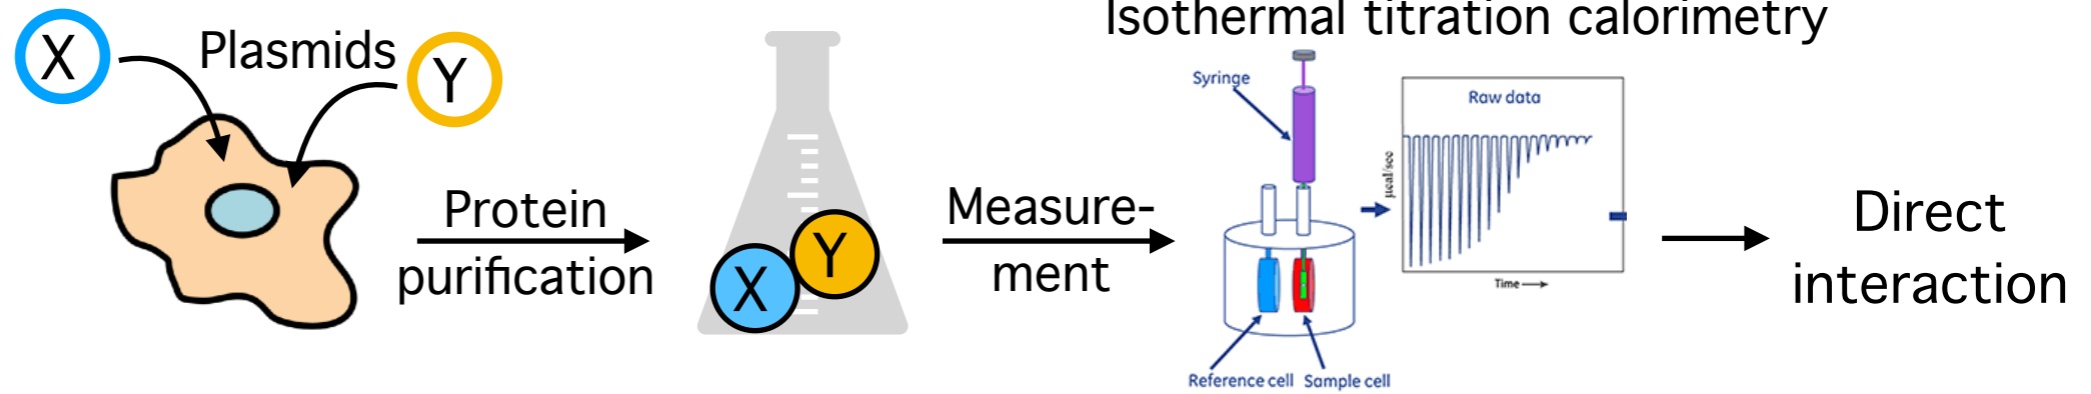 Isothermal titration calorimetry
X
Plasmids
Y
Syringe
Raw data
µcal/sec
Time
Protein
purification
X
Y
Measure-
ment
Reference cell
Sample cell
Direct
interaction